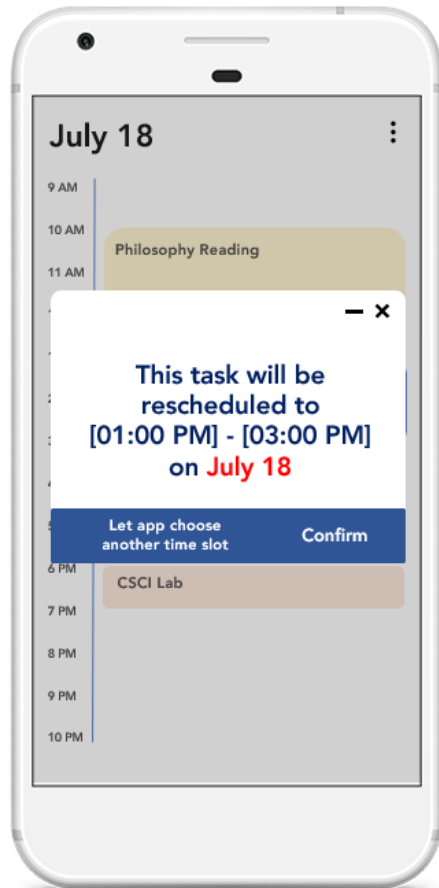 July 18
9 AM
10 AM
Philosophy Reading
11 AM
This task will be
rescheduled to
[01:00 PM] - [03:00 PM]
on July 18
Let app choose
another time slot
Confirm
6 PM
CSCI Lab
7 PM
8 PM
9 PM
10 PM